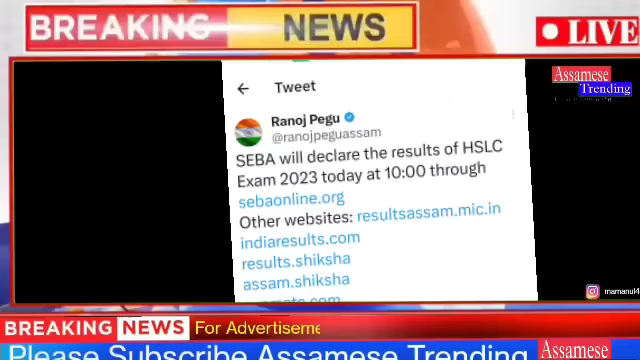 BREAKING NEWS
LIVE
Assamese
Trending
Tweet
Ranoj Pegu
@ranojpeguassam
SEBA will declare the results of HSLC
Exam 2023 today at 10:00 through
sebaonline.org
Other websites: resultsassam.mic.in
indiaresults.com
results.shiksha
assam.shiksha
mamanul4
BREAKING NEWS For Advertiseme
Please Subscribe Assamese Trending
Assamese